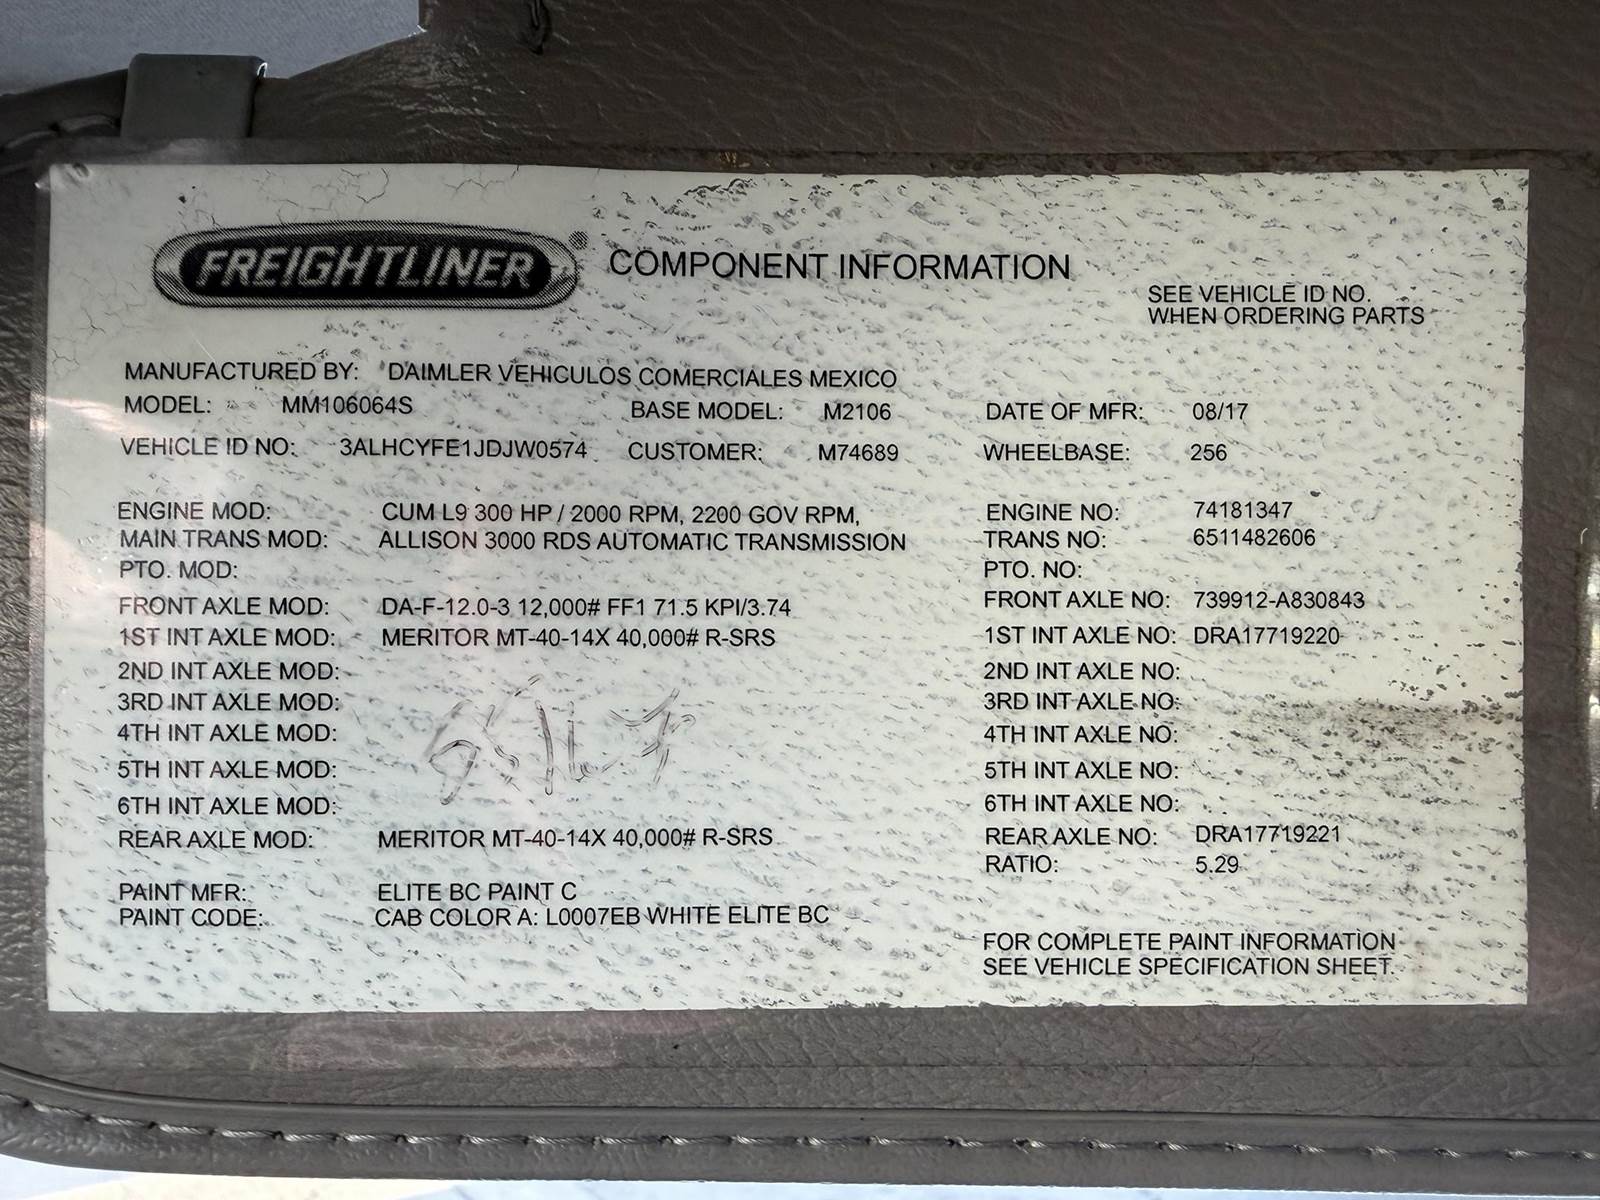 FREIGHTLINER ® COMPONENT INFORMATION
SEE VEHICLE ID NO.
WHEN ORDERING PARTS
MANUFACTURED BY: DAIMLER VEHICULOS COMERCIALES MEXICO
MODEL: MM106064S BASE MODEL: M2106 DATE OF MFR: 08/17
VEHICLE ID NO: 3ALHCYFE1JDJW0574 CUSTOMER: M74689 WHEELBASE: 256
ENGINE MOD: CUM L9 300 HP / 2000 RPM, 2200 GOV RPM, ENGINE NO: 74181347
MAIN TRANS MOD: ALLISON 3000 RDS AUTOMATIC TRANSMISSION TRANS NO: 6511482606
PTO. MOD: PTO. NO:
FRONT AXLE MOD: DA-F-12.0-3 12,000# FF1 71.5 KPI/3.74 FRONT AXLE NO: 739912-A830843
1ST INT AXLE MOD: MERITOR MT-40-14X 40,000# R-SRS 1ST INT AXLE NO: DRA17719220
2ND INT AXLE MOD: 2ND INT AXLE NO:
3RD INT AXLE MOD: 3RD INT AXLE NO:
4TH INT AXLE MOD: 4TH INT AXLE NO:
5TH INT AXLE MOD: 5TH INT AXLE NO:
6TH INT AXLE MOD: 6TH INT AXLE NO:
REAR AXLE MOD: MERITOR MT-40-14X 40,000# R-SRS REAR AXLE NO: DRA17719221
RATIO: 5.29
PAINT MFR: ELITE BC PAINT C
PAINT CODE: CAB COLOR A: L0007EB WHITE ELITE BC
FOR COMPLETE PAINT INFORMATION
SEE VEHICLE SPECIFICATION SHEET.